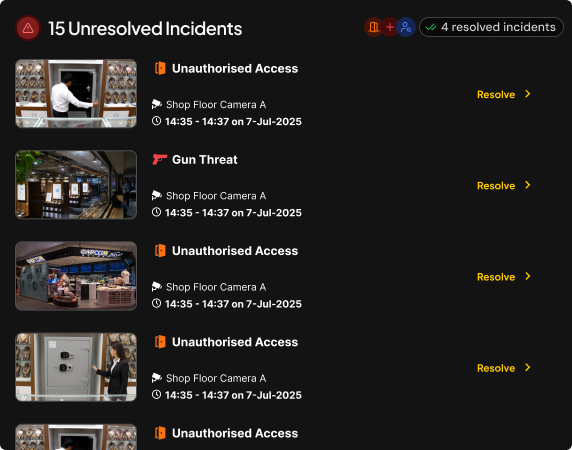 15 Unresolved Incidents
4 resolved incidents
Unauthorised Access
Shop Floor Camera A
14:35 - 14:37 on 7-Jul-2025
Resolve
Gun Threat
Shop Floor Camera A
14:35 - 14:37 on 7-Jul-2025
Resolve
CAPCOM
Unauthorised Access
Shop Floor Camera A
14:35 - 14:37 on 7-Jul-2025
Resolve
Unauthorised Access
Shop Floor Camera A
14:35 - 14:37 on 7-Jul-2025
Resolve
Unauthorised Access